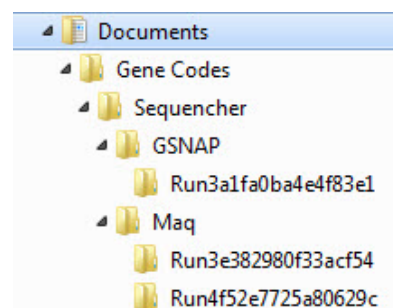 Documents
Gene Codes
Sequencher
GSNAP
Run3a1fa0ba4e4f83e1
Maq
Run3e382980f33acf54
Run4f52e7725a80629c